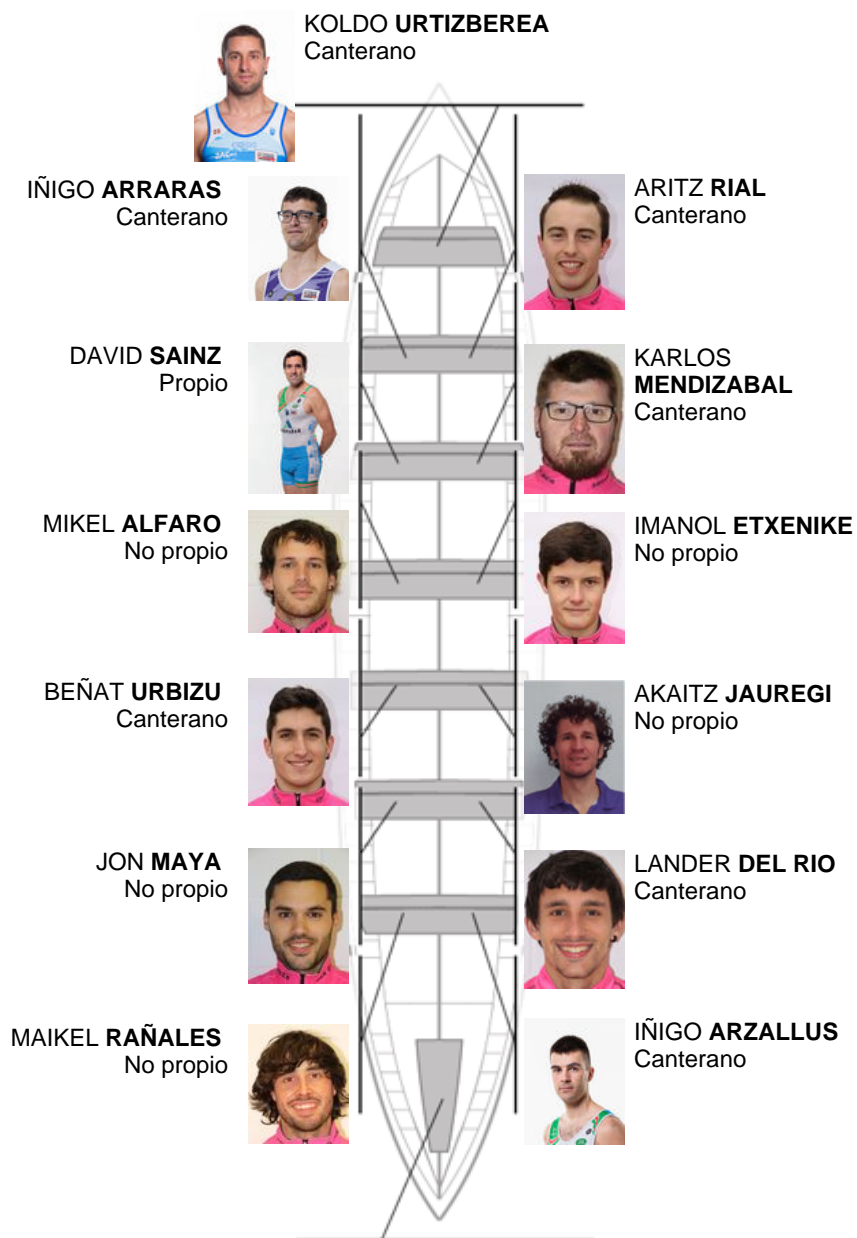 KOLDO URTIZBEREA
Canterano
IÑIGO ARRARAS
Canterano
ARITZ RIAL
Canterano
DAVID SAINZ
Propio
KARLOS
MENDIZABAL
Canterano
MIKEL ALFARO
No propio
IMANOL ETXENIKE
No propio
BEÑAT URBIZU
Canterano
AKAITZ JAUREGI
No propio
JON MAYA
No propio
LANDER DEL RIO
Canterano
MAIKEL RAÑALES
No propio
IÑIGO ARZALLUS
Canterano